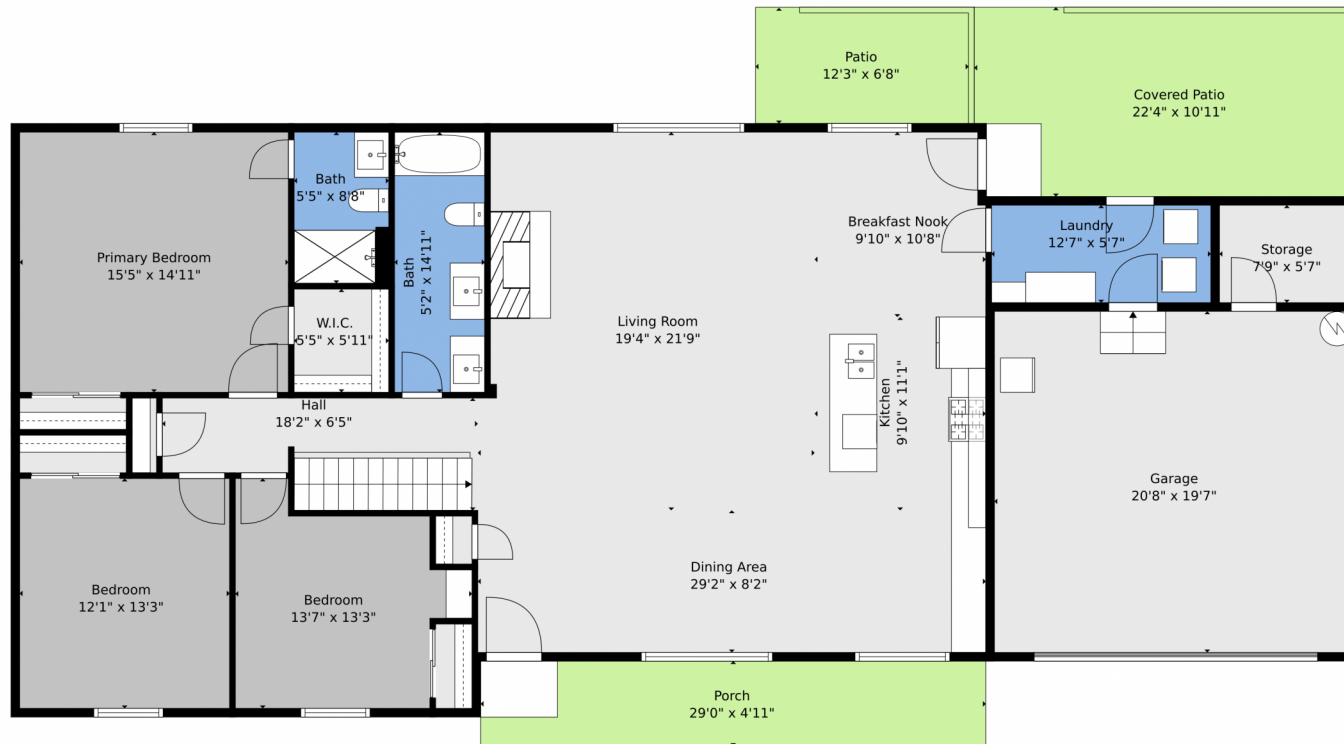 Patio
12'3" x 6'8"
Covered Patio
22'4" x 10'11"
Bath
5'5" x 8'8"
Breakfast Nook
9'10" x 10'8"
Laundry
12'7" x 5'7"
Storage
7'9" x 5'7"
Primary Bedroom
15'5" x 14'11"
Bath
5'2" x 14'11"
W.I.C.
5'5" x 5'11"
Living Room
19'4" x 21'9"
Hall
18'2" x 6'5"
Kitchen
9'10" x 11'1"
Garage
20'8" x 19'7"
Dining Area
29'2" x 8'2"
Bedroom
12'1" x 13'3"
Bedroom
13'7" x 13'3"
Porch
29'0" x 4'11"